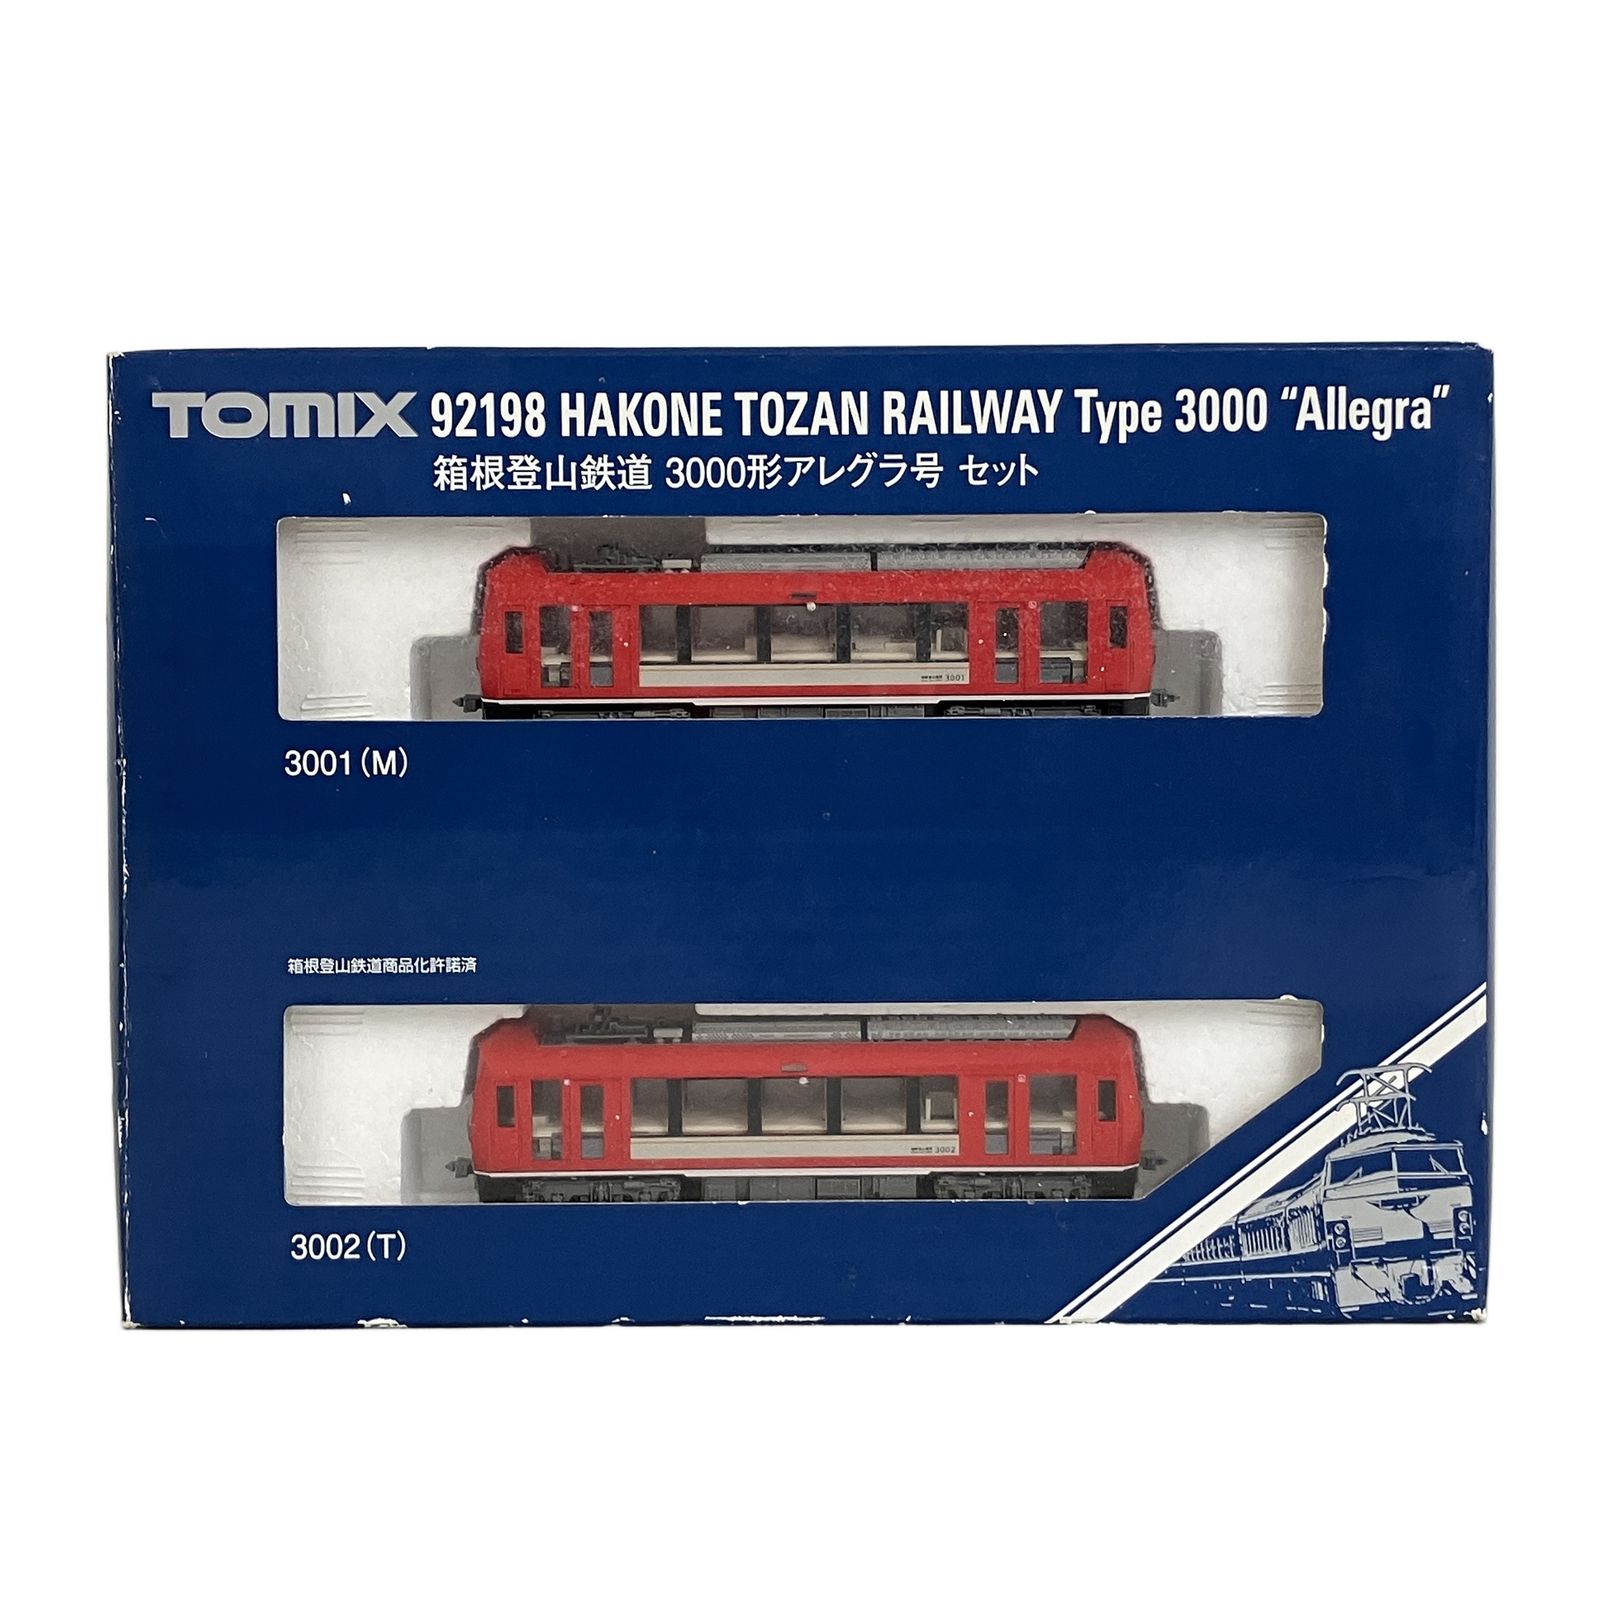 TOMIX 92198 HAKONE TOZAN RAILWAY Type 3000 “Allegra”
箱根登山鉄道 3000形アレグラ号 セット
3001
3001(M)
箱根登山鉄道商品化許諾済
3002
3002(T)